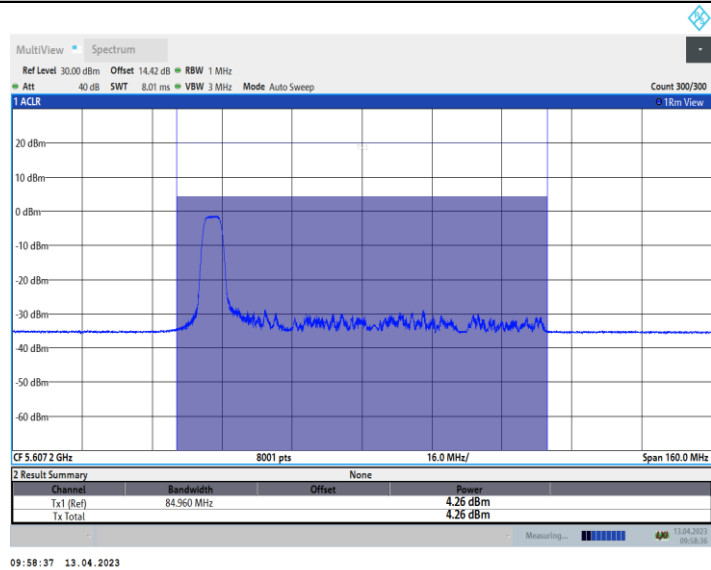 R S
MultiView Spectrum
Ref Level 30.00 dBm Offset 14.42 dB RBW 1 MHz
Att 40 dB SWT 8.01 ms VBW 3 MHz Mode Auto Sweep Count 300/300
1 ACLR 1Rm View
20 dBm
10 dBm
0 dBm
-10 dBm
-20 dBm
-30 dBm
-40 dBm
-50 dBm
-60 dBm
CF 5.607 2 GHz 8001 pts 16.0 MHz/ Span 160.0 MHz
2 Result Summary None
Channel Bandwidth Offset Power
Tx1 (Ref) 84.960 MHz 4.26 dBm
Tx Total 4.26 dBm
Measuring... 13.04.2023
09:58:36
09:58:37 13.04.2023